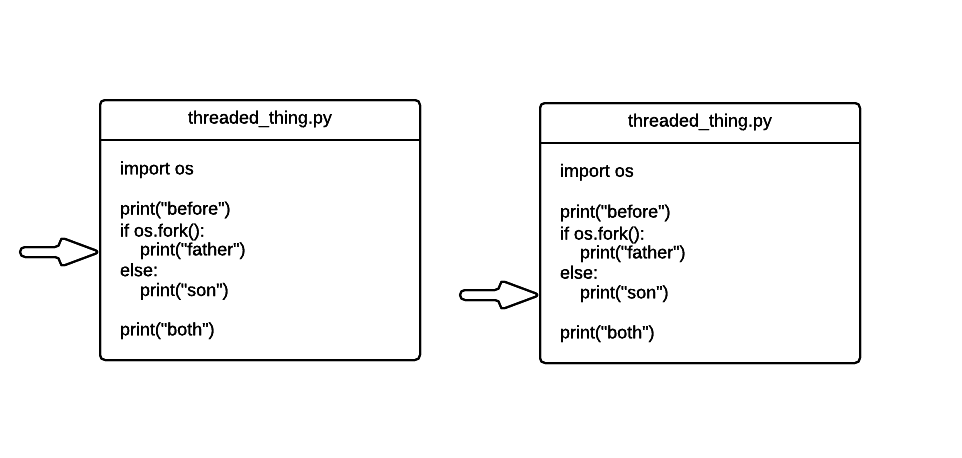 threaded_thing.py
import os
print("before")
if os.fork():
print("father")
else:
print("son")
print("both")
threaded_thing.py
import os
print("before")
if os.fork():
print("father")
else:
print("son")
print("both")